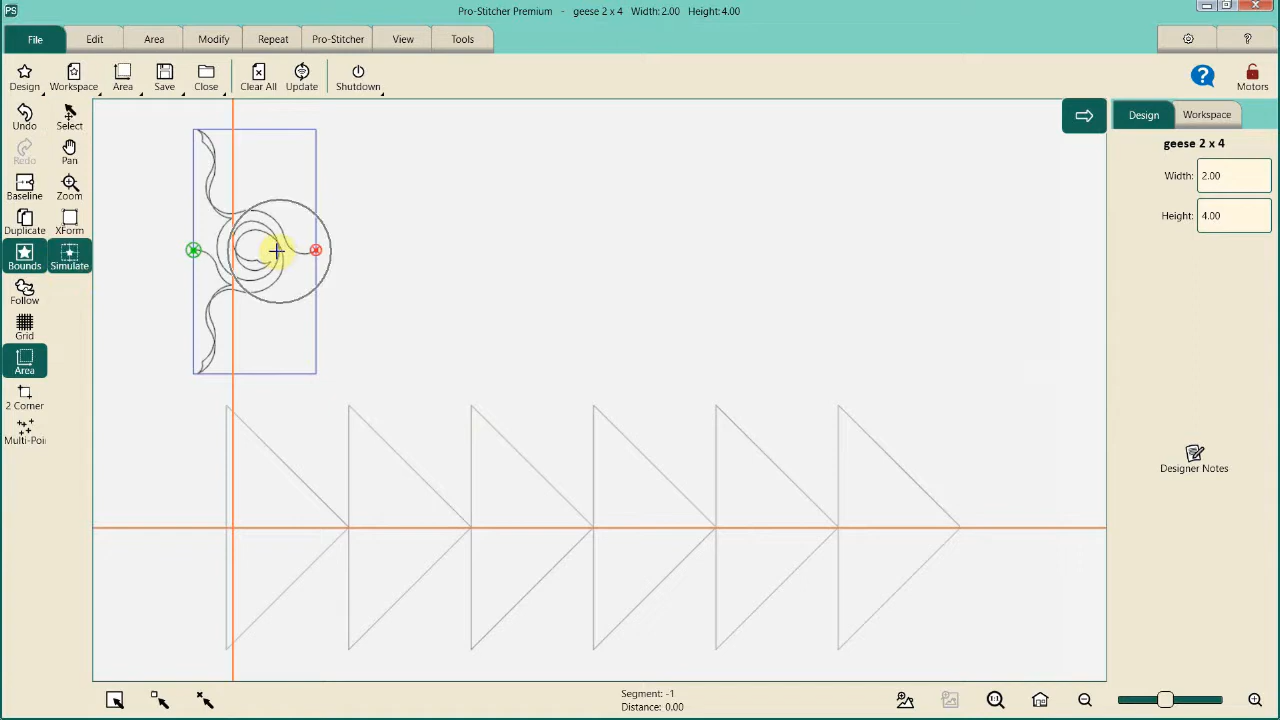 PS
Pro-Stitcher Premium - geese 2 x 4 Width:2.00 Height:4.00
File Edit Area Modify Repeat Pro-Stitcher View Tools ?
Design Workspace Area Save Close Clear All Update Shutdown ? Motors
Undo Select
Redo Pan
Baseline Zoom
Duplicate XForm
Bounds Simulate
Follow
Grid
Area
2 Corner
Multi-Poi
Design Workspace
geese 2 x 4
Width: 2.00
Height: 4.00
Designer Notes
Segment: -1
Distance: 0.00
1:1